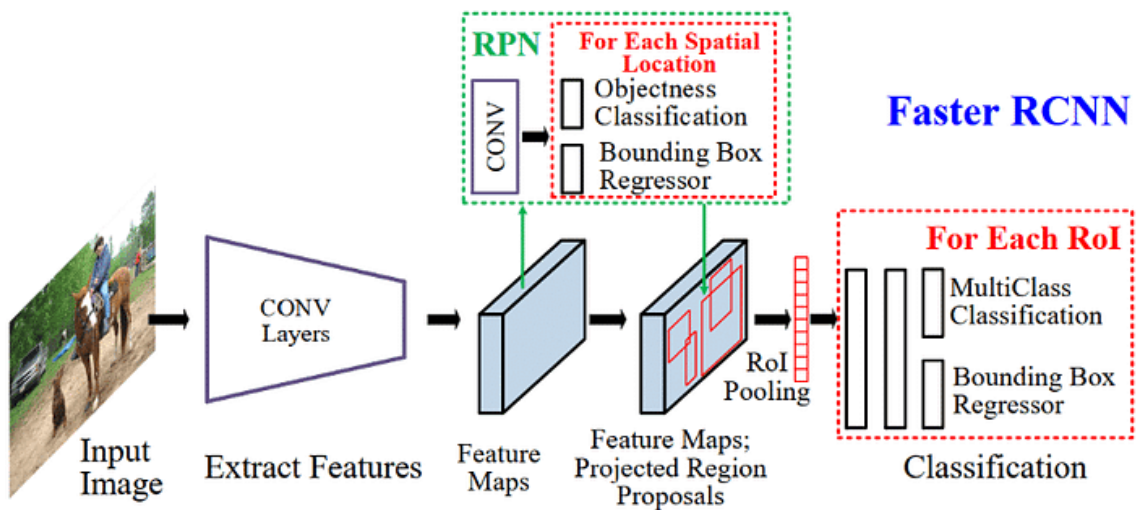 RPN
For Each Spatial
Location
CONV
Objectness
Classification
Bounding Box
Regressor
Faster RCNN
CONV
Layers
RoI
Pooling
For Each RoI
MultiClass
Classification
Bounding Box
Regressor
Input
Image
Extract Features
Feature
Maps
Feature Maps;
Projected Region
Proposals
Classification